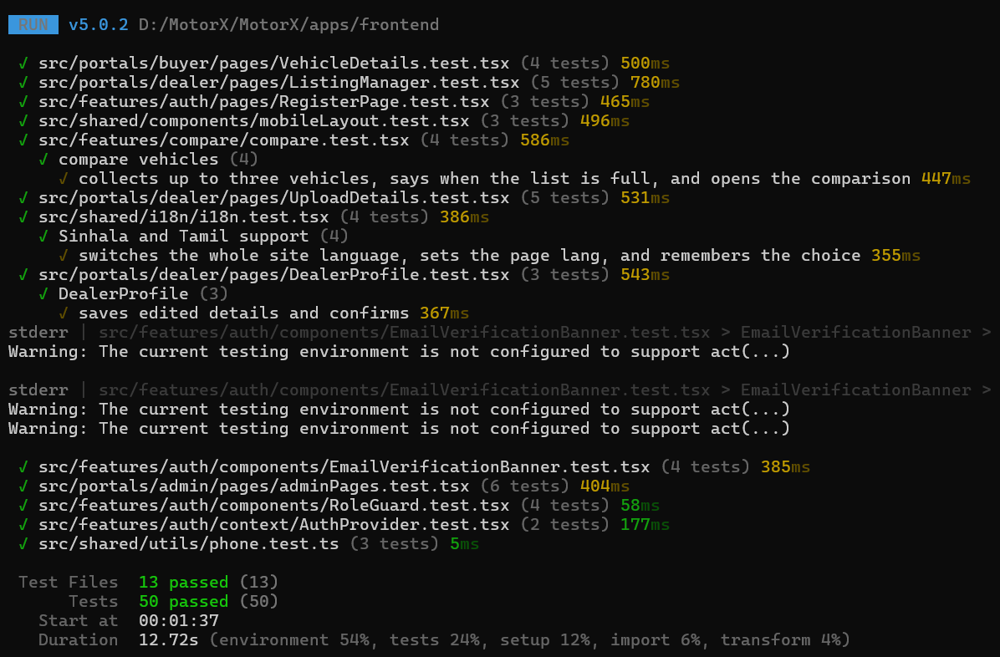 RUN v5.0.2 D:/MotorX/MotorX/apps/frontend
✓ src/portals/buyer/pages/VehicleDetails.test.tsx (4 tests) 500ms
✓ src/portals/dealer/pages/ListingManager.test.tsx (5 tests) 780ms
✓ src/features/auth/pages/RegisterPage.test.tsx (3 tests) 465ms
✓ src/shared/components/mobileLayout.test.tsx (3 tests) 496ms
✓ src/features/compare/compare.test.tsx (4 tests) 586ms
✓ compare vehicles (4)
✓ collects up to three vehicles, says when the list is full, and opens the comparison 447ms
✓ src/portals/dealer/pages/UploadDetails.test.tsx (5 tests) 531ms
✓ src/shared/i18n/i18n.test.tsx (4 tests) 386ms
✓ Sinhala and Tamil support (4)
✓ switches the whole site language, sets the page lang, and remembers the choice 355ms
✓ src/portals/dealer/pages/DealerProfile.test.tsx (3 tests) 543ms
✓ DealerProfile (3)
✓ saves edited details and confirms 367ms
stderr | src/features/auth/components/EmailVerificationBanner.test.tsx > EmailVerificationBanner >
Warning: The current testing environment is not configured to support act(...)
stderr | src/features/auth/components/EmailVerificationBanner.test.tsx > EmailVerificationBanner >
Warning: The current testing environment is not configured to support act(...)
Warning: The current testing environment is not configured to support act(...)
✓ src/features/auth/components/EmailVerificationBanner.test.tsx (4 tests) 385ms
✓ src/portals/admin/pages/adminPages.test.tsx (6 tests) 404ms
✓ src/features/auth/components/RoleGuard.test.tsx (4 tests) 58ms
✓ src/features/auth/context/AuthProvider.test.tsx (2 tests) 177ms
✓ src/shared/utils/phone.test.ts (3 tests) 5ms
Test Files 13 passed (13)
Tests 50 passed (50)
Start at 00:01:37
Duration 12.72s (environment 54%, tests 24%, setup 12%, import 6%, transform 4%)